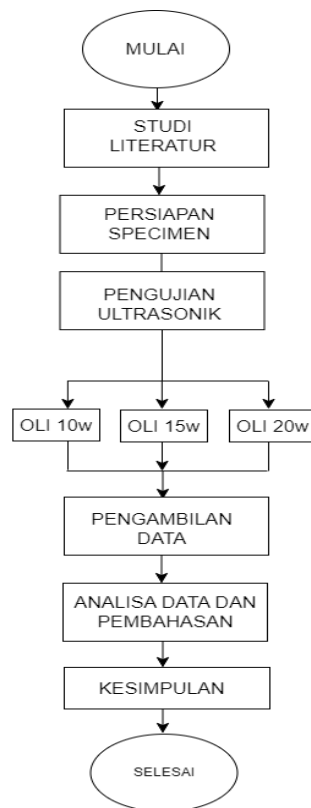 MULAI
STUDI
LITERATUR
PERSIAPAN
SPECIMEN
PENGUJIAN
ULTRASONIK
OLI 10w
OLI 15w
OLI 20w
PENGAMBILAN
DATA
ANALISA DATA DAN
PEMBAHASAN
KESIMPULAN
SELESAI